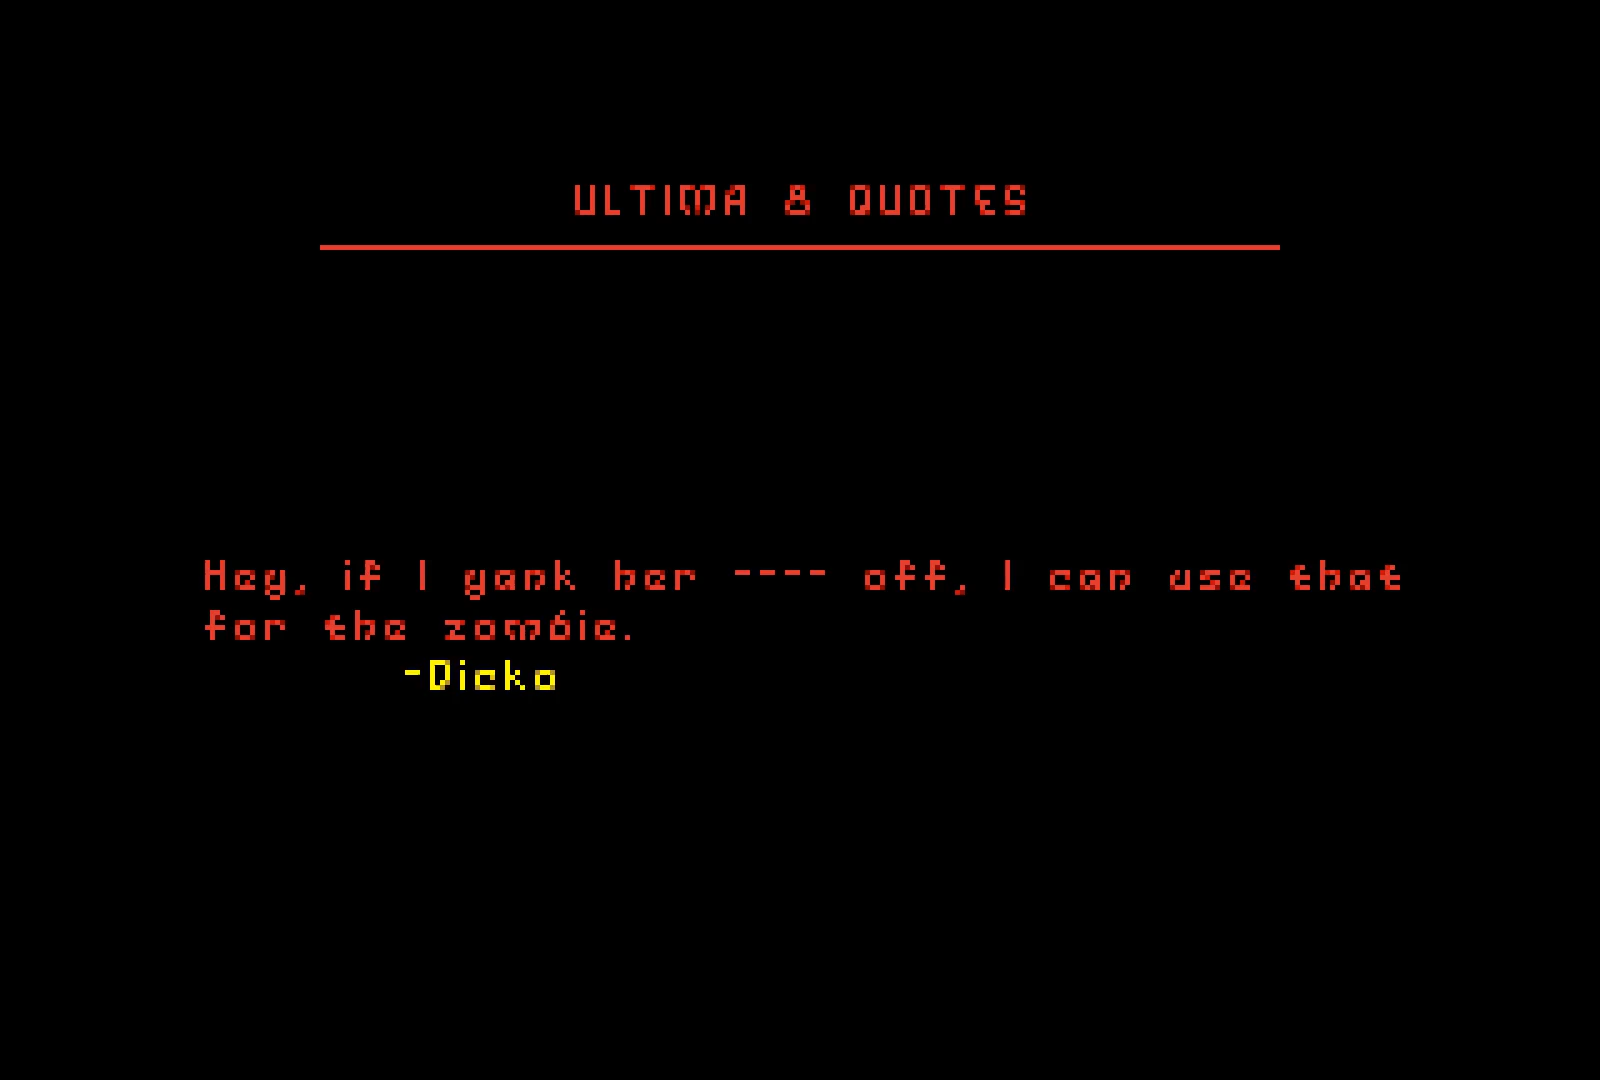 ULTIMA 8 QUOTES
Hey, if I yank her ---- off, I can use that
for the zombie.
-Dicko